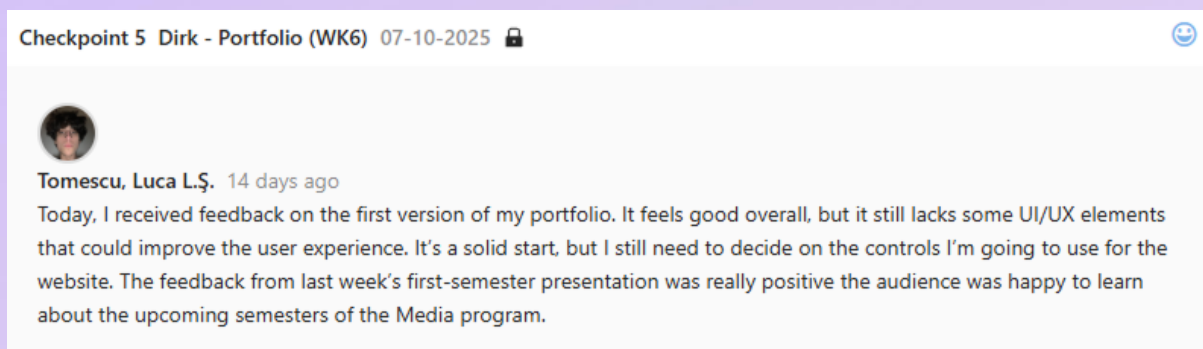 Checkpoint 5 Dirk - Portfolio (WK6) 07-10-2025
Tomescu, Luca L.Ş. 14 days ago
Today, I received feedback on the first version of my portfolio. It feels good overall, but it still lacks some UI/UX elements
that could improve the user experience. It's a solid start, but I still need to decide on the controls I'm going to use for the
website. The feedback from last week's first-semester presentation was really positive the audience was happy to learn
about the upcoming semesters of the Media program.